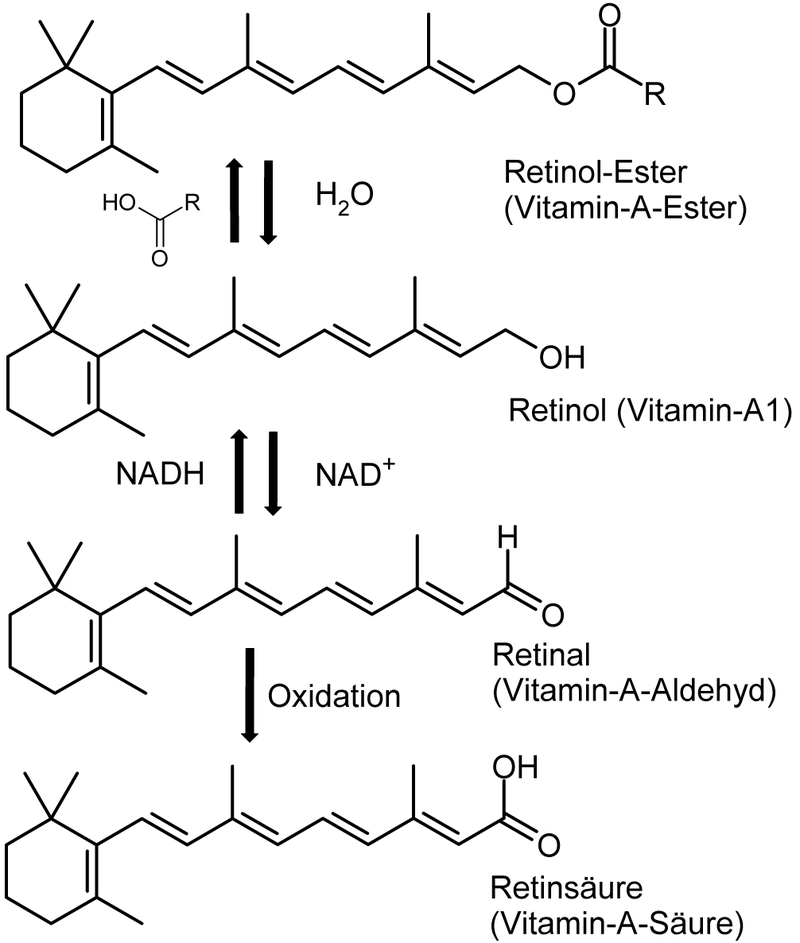 O
O
R
Retinol-Ester
(Vitamin-A-Ester)
HO
R
O
H₂O
OH
Retinol (Vitamin-A1)
NADH
NAD⁺
H
O
Retinal
(Vitamin-A-Aldehyd)
Oxidation
OH
O
Retinsäure
(Vitamin-A-Säure)